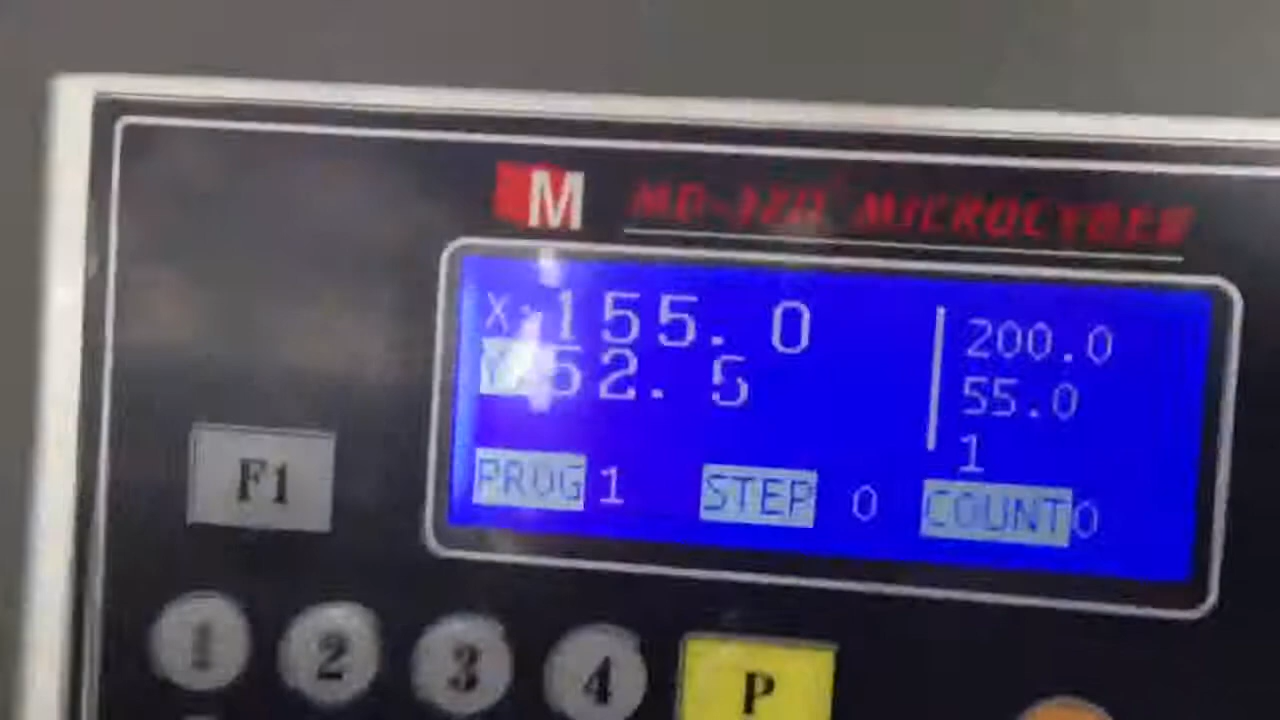 M
MICROCYBER
X:155.0
200.0
Y:52.5
55.0
1
PROG 1 STEP 0 COUNT 0
F1
1 2 3 4 P